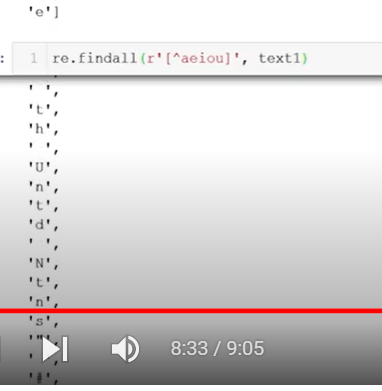 'e']
: 1 re.findall(r'[^aeiou]', text1)
' ',
't',
'h',
' ',
'U',
'n',
't',
'd',
' ',
'N',
't',
'n',
's',
'"',
8:33 / 9:05
' ',
'#',